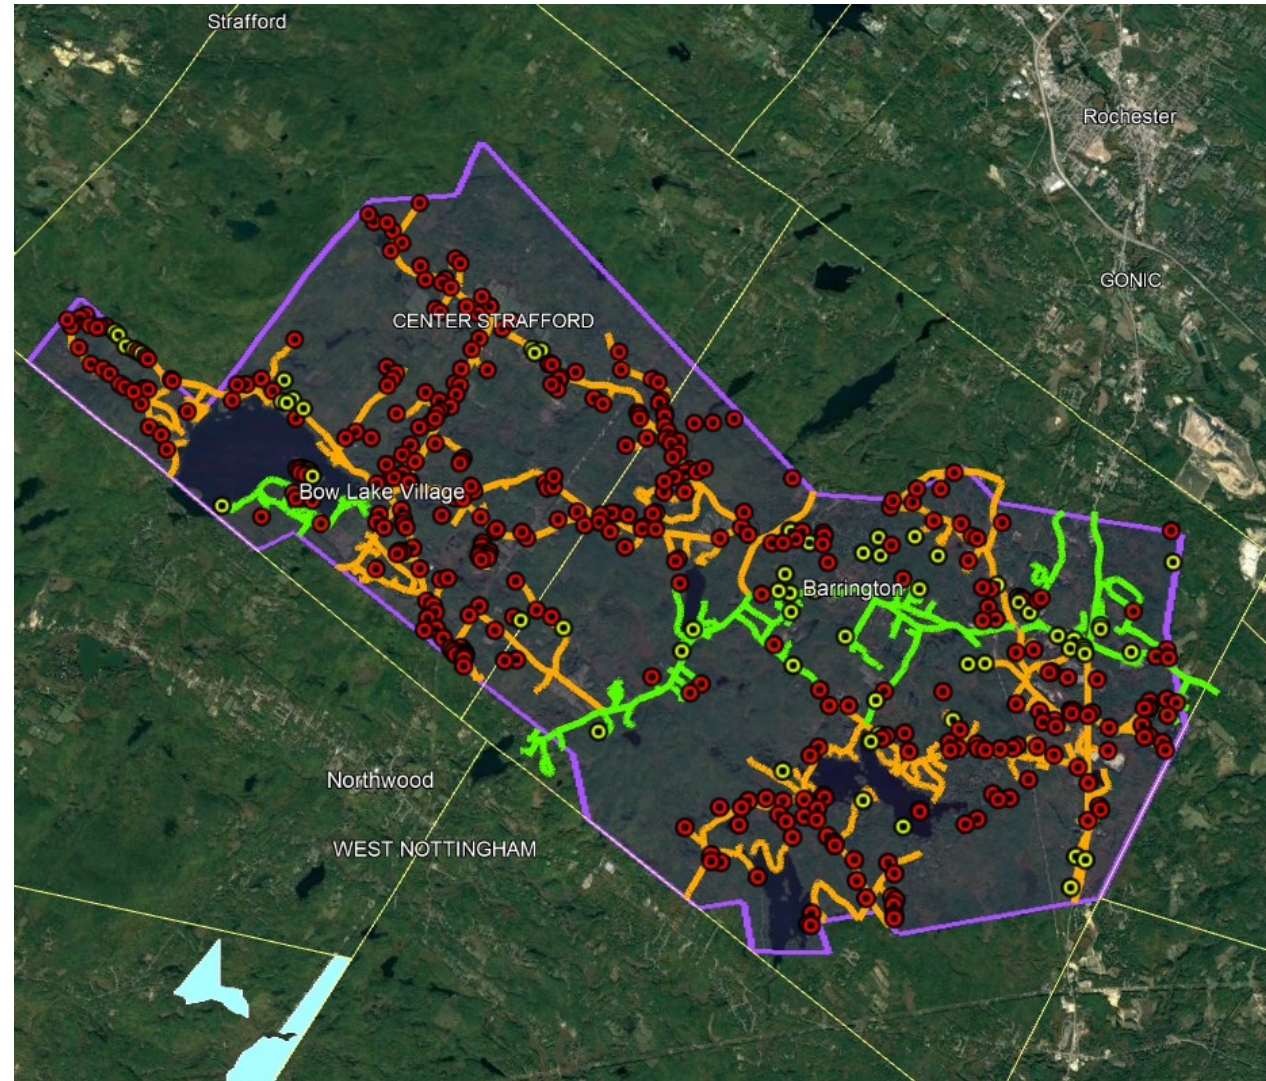 Strafford
Rochester
GONIC
CENTER STRAFFORD
Bow Lake Village
Barrington
Northwood
WEST NOTTINGHAM